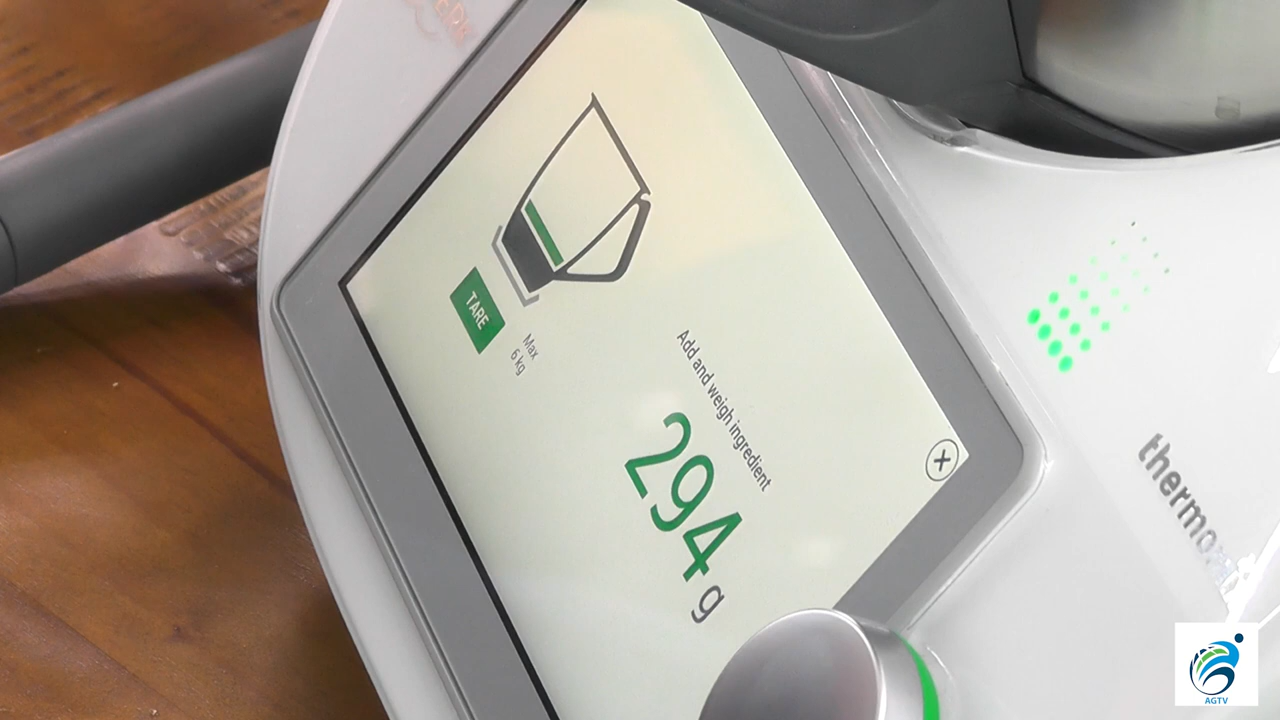 TARE
Max
6 kg
Add and weigh ingredient
294 g
thermo
AGTV